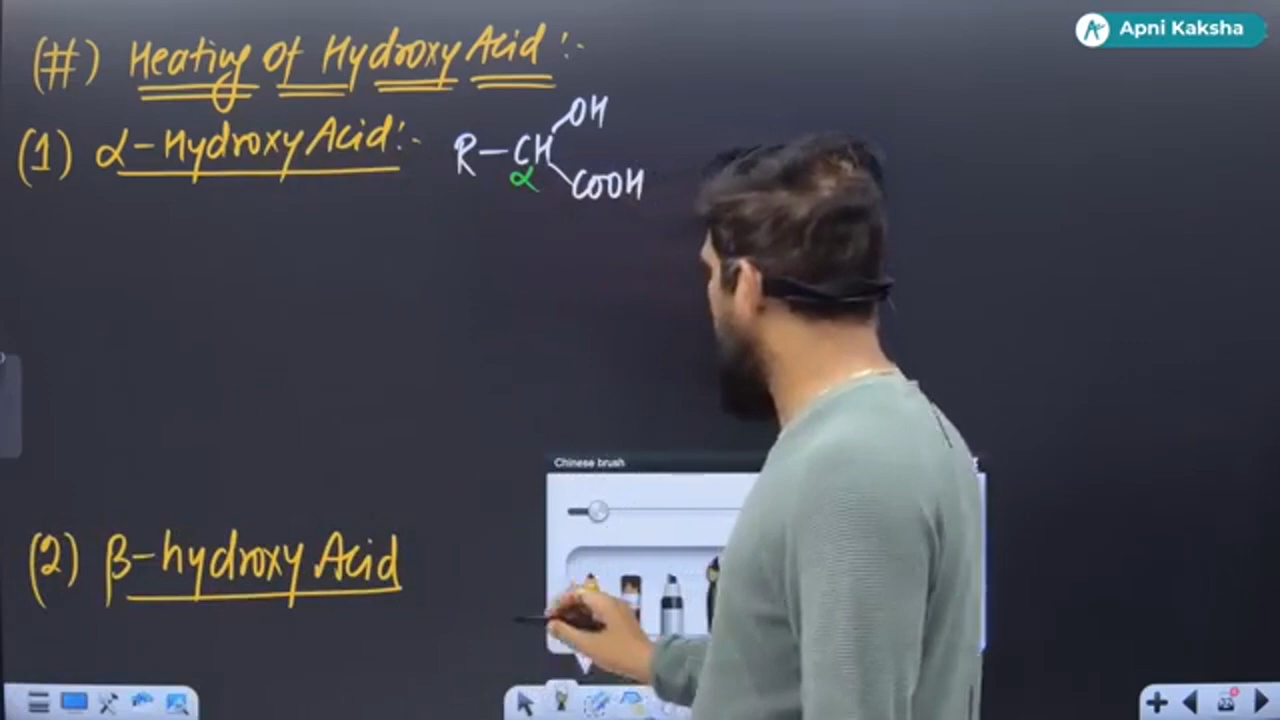 Apni Kaksha
(#) Heating of Hydroxy Acid :-
(1) α-Hydroxy Acid :- R-CH
OH
α
COOH
Chinese brush
(2) β-hydroxy Acid